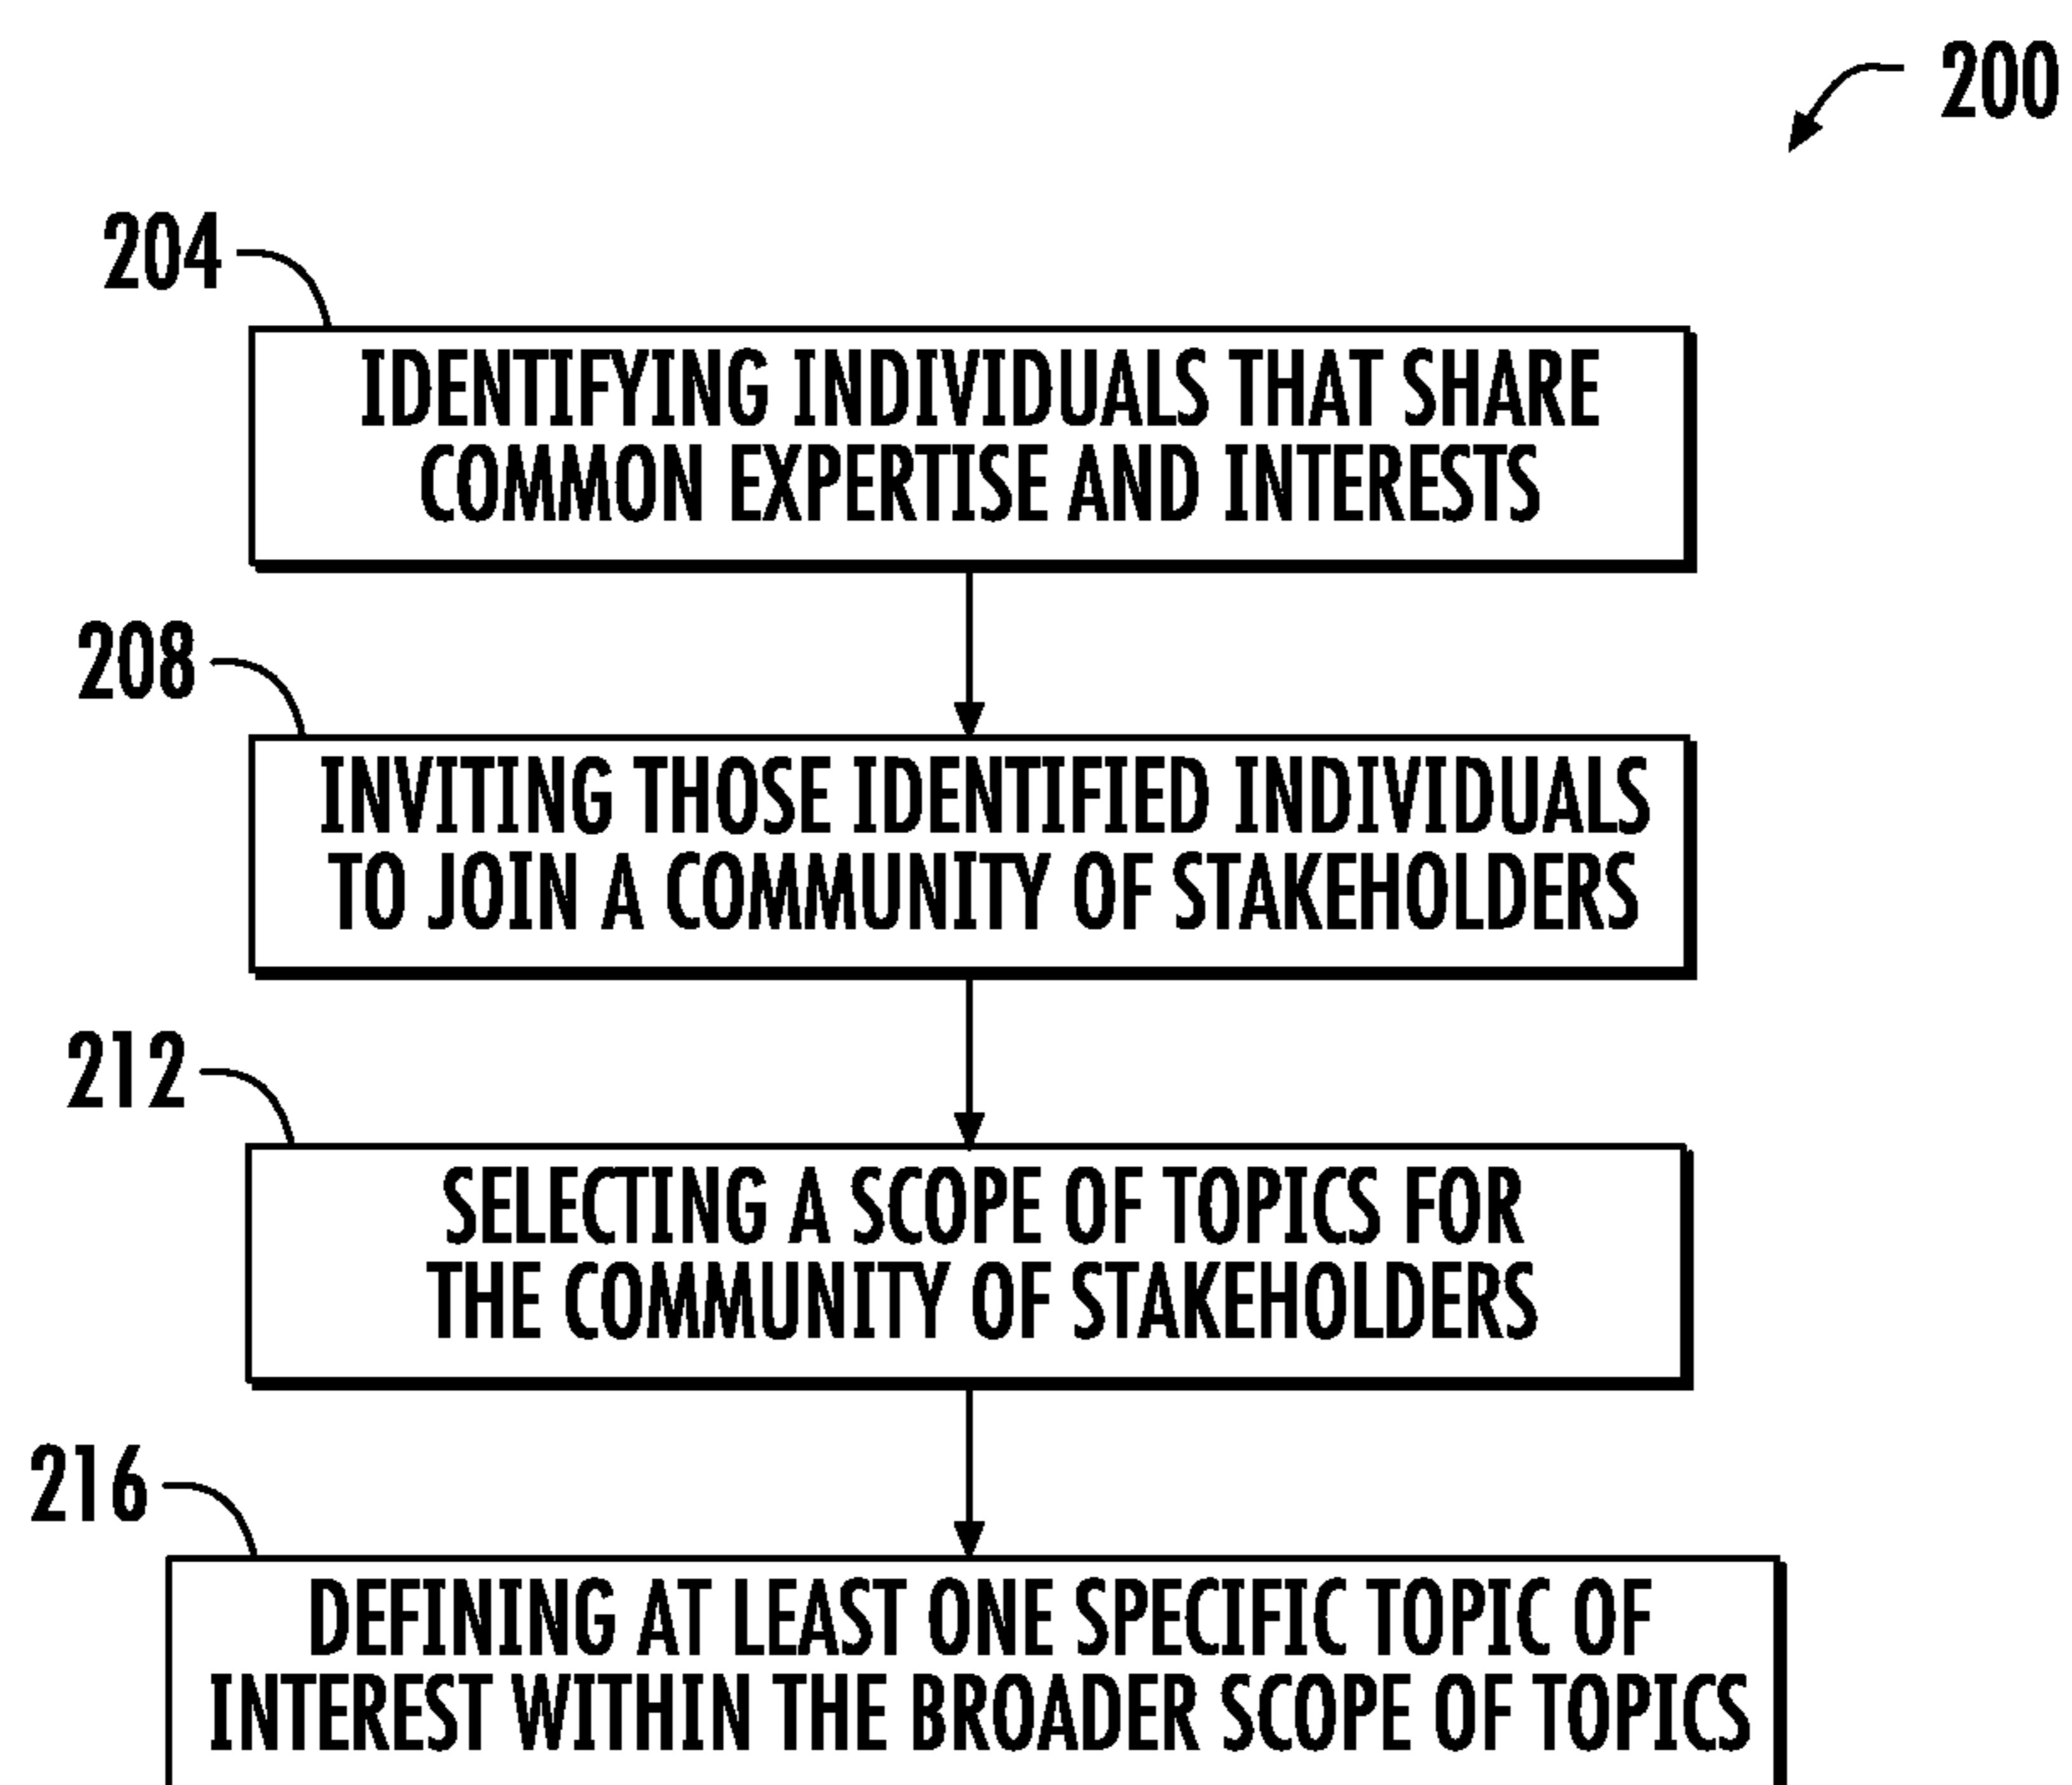 200
204
IDENTIFYING INDIVIDUALS THAT SHARE
COMMON EXPERTISE AND INTERESTS
208
INVITING THOSE IDENTIFIED INDIVIDUALS
TO JOIN A COMMUNITY OF STAKEHOLDERS
212
SELECTING A SCOPE OF TOPICS FOR
THE COMMUNITY OF STAKEHOLDERS
216
DEFINING AT LEAST ONE SPECIFIC TOPIC OF
INTEREST WITHIN THE BROADER SCOPE OF TOPICS